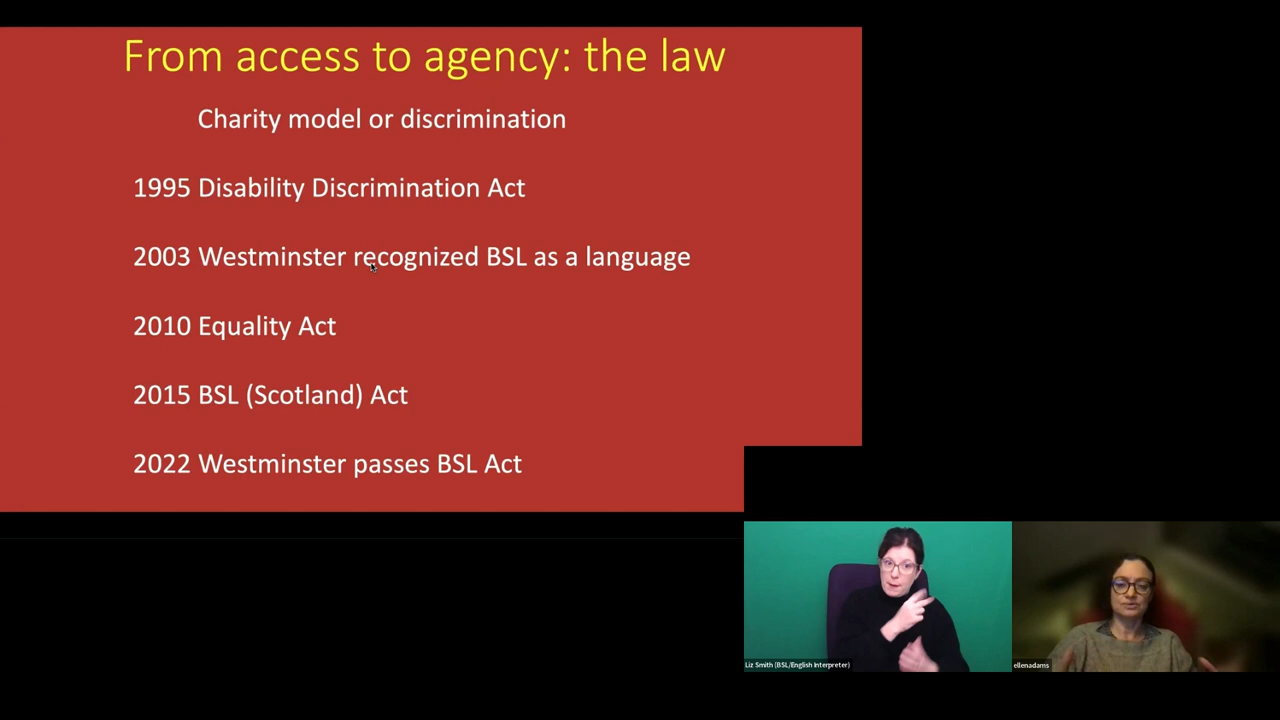 From access to agency: the law
Charity model or discrimination
1995 Disability Discrimination Act
2003 Westminster recognized BSL as a language
2010 Equality Act
2015 BSL (Scotland) Act
2022 Westminster passes BSL Act
Liz Smith (BSL/English Interpreter)
ellenadams